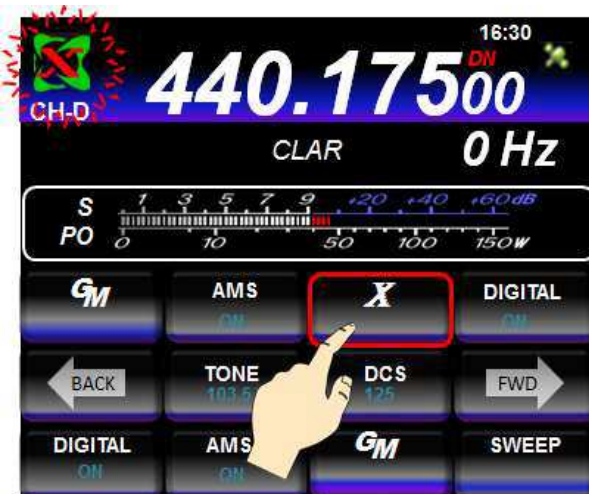 16:30
DN
440.17500
CH-D
CLAR 0 Hz
S 1 3 5 7 9 +20 +40 +60dB
PO 0 10 50 100 150W
GM AMS X DIGITAL
ON ON
BACK TONE DCS FWD
103.5 125
DIGITAL AMS GM SWEEP
ON ON